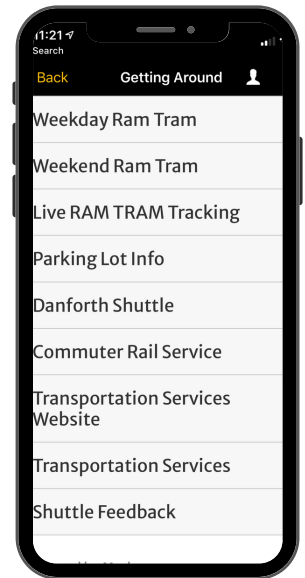 11:21
Search
Back Getting Around
Weekday Ram Tram
Weekend Ram Tram
Live RAM TRAM Tracking
Parking Lot Info
Danforth Shuttle
Commuter Rail Service
Transportation Services
Website
Transportation Services
Shuttle Feedback